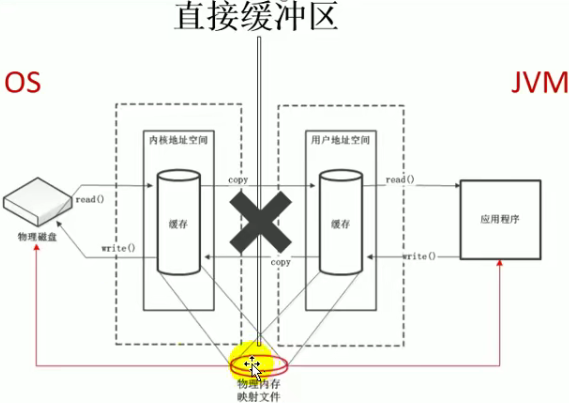 直接缓冲区
OS
JVM
内核地址空间
用户地址空间
copy
read()
read()
缓存
缓存
应用程序
物理磁盘
write()
copy
write()
物理内存
映射文件